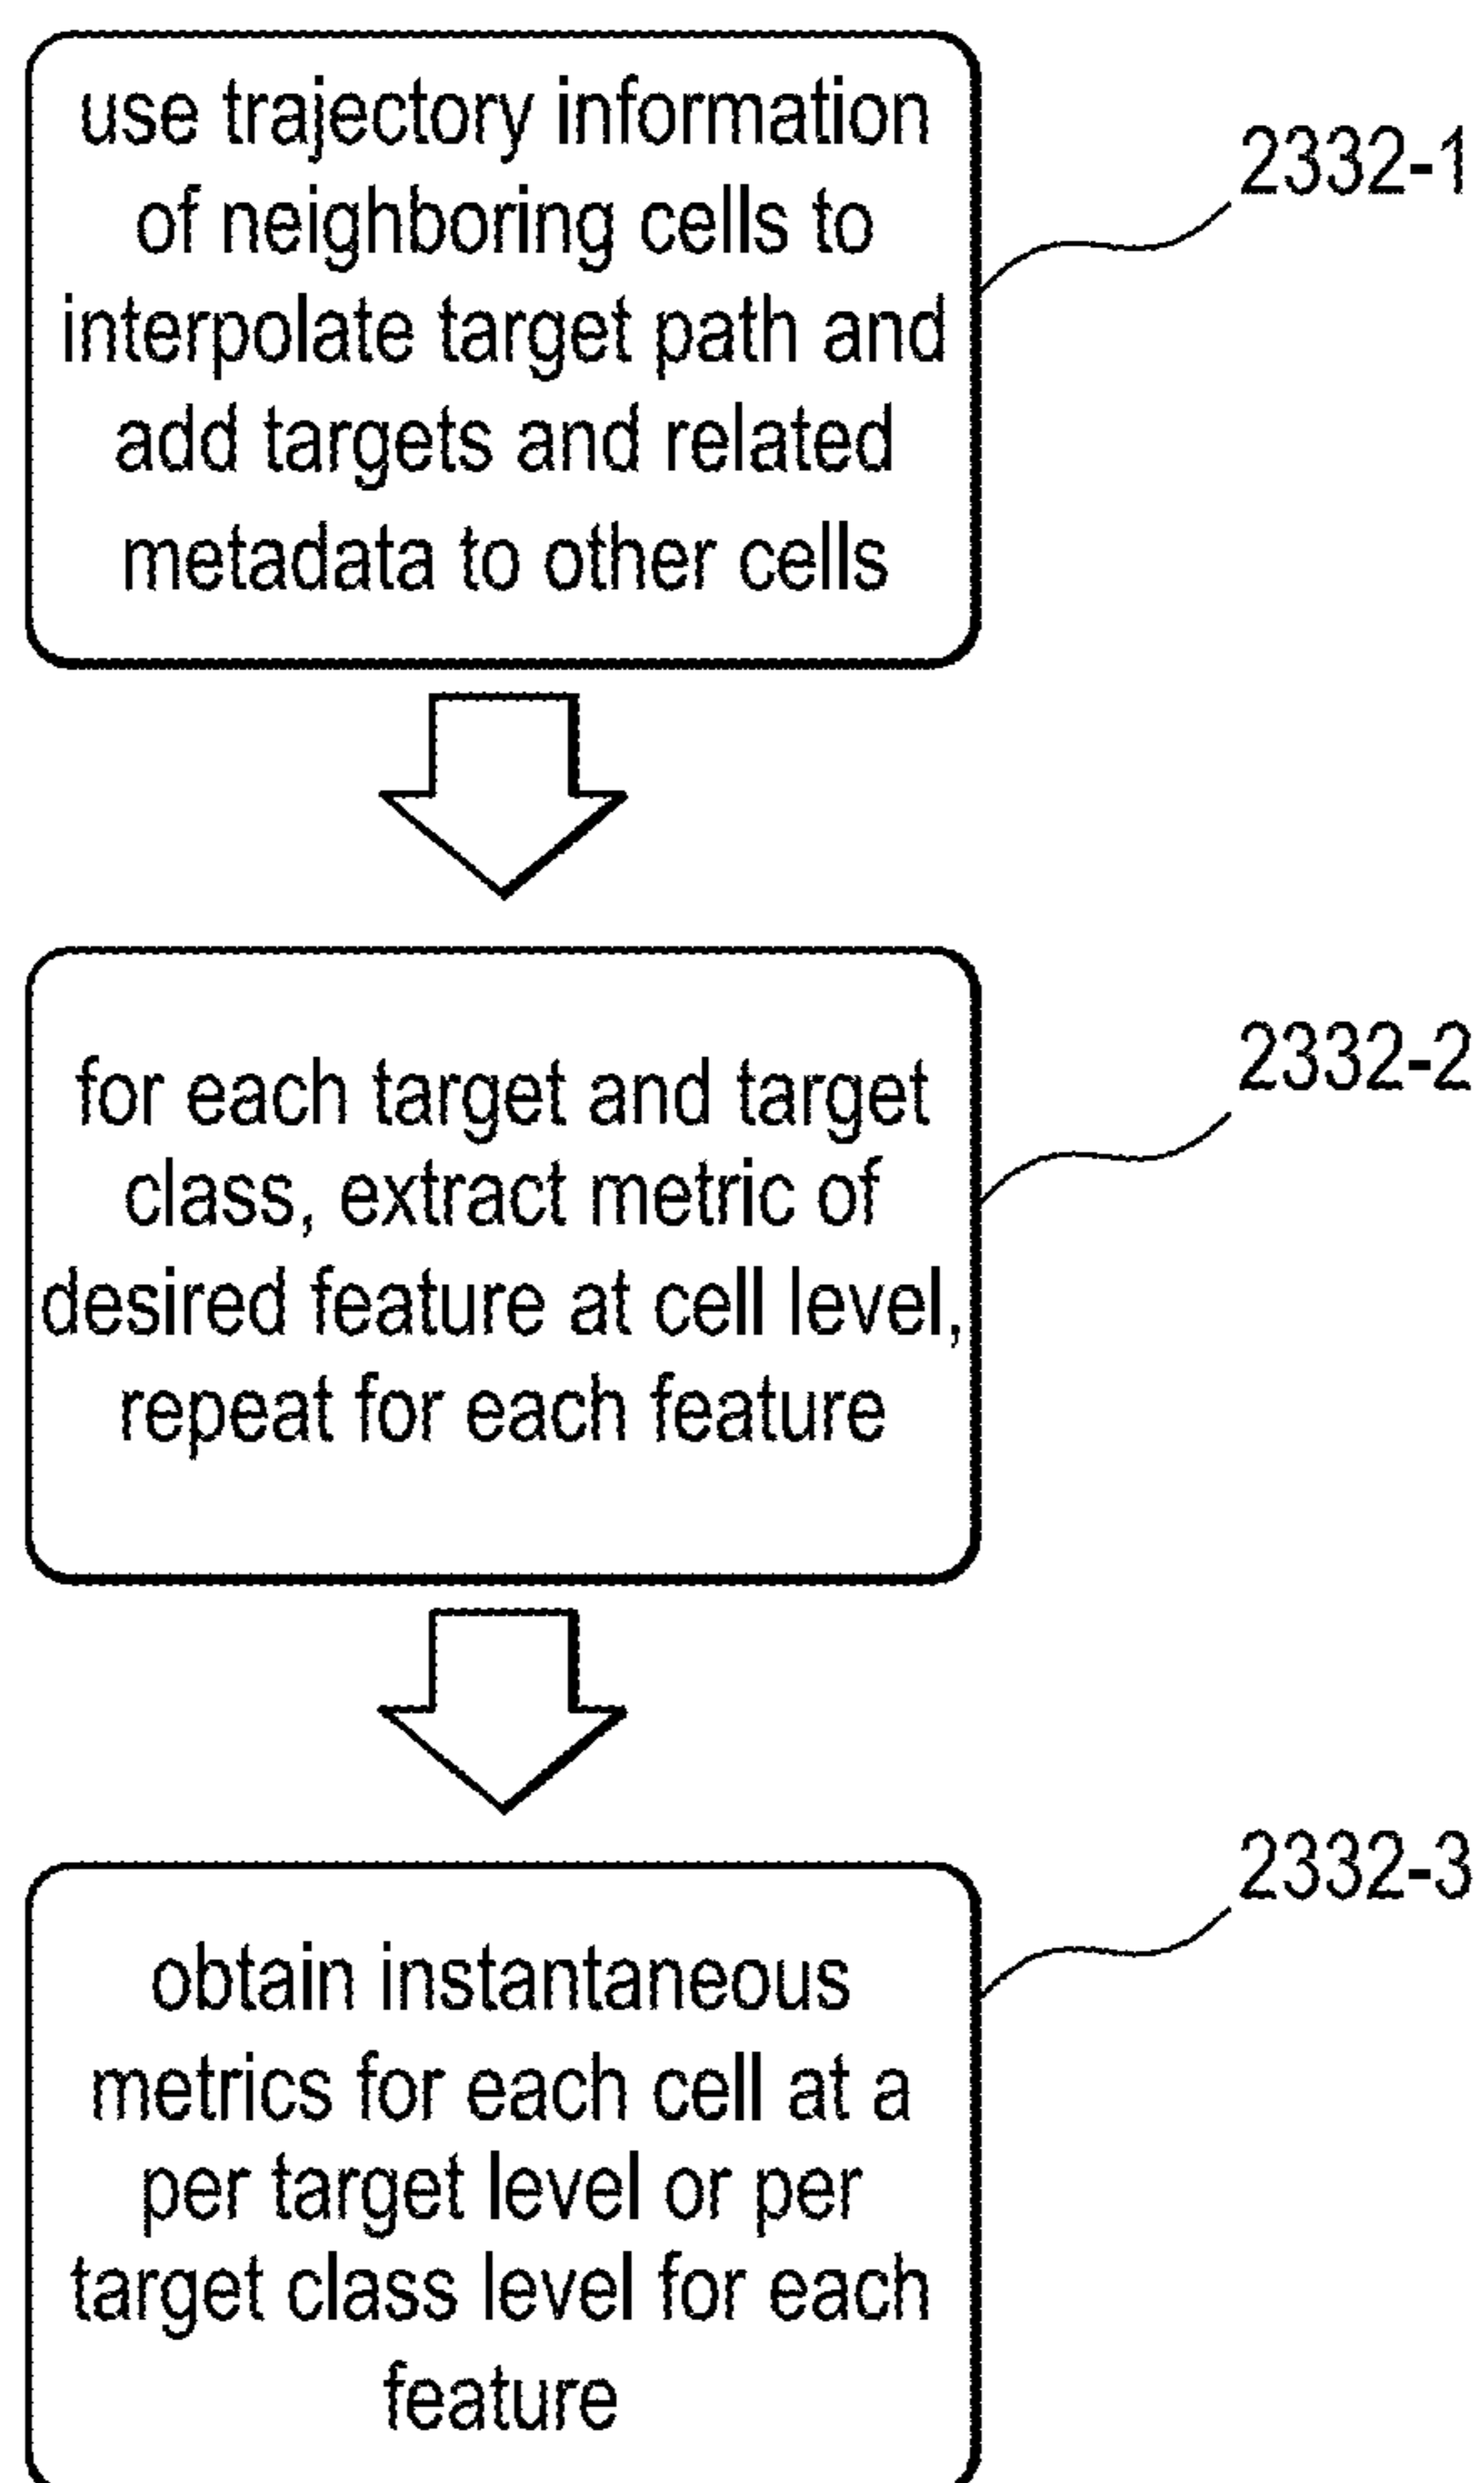 use trajectory information
of neighboring cells to
interpolate target path and
add targets and related
metadata to other cells
2332-1
for each target and target
class, extract metric of
desired feature at cell level,
repeat for each feature
2332-2
obtain instantaneous
metrics for each cell at a
per target level or per
target class level for each
feature
2332-3